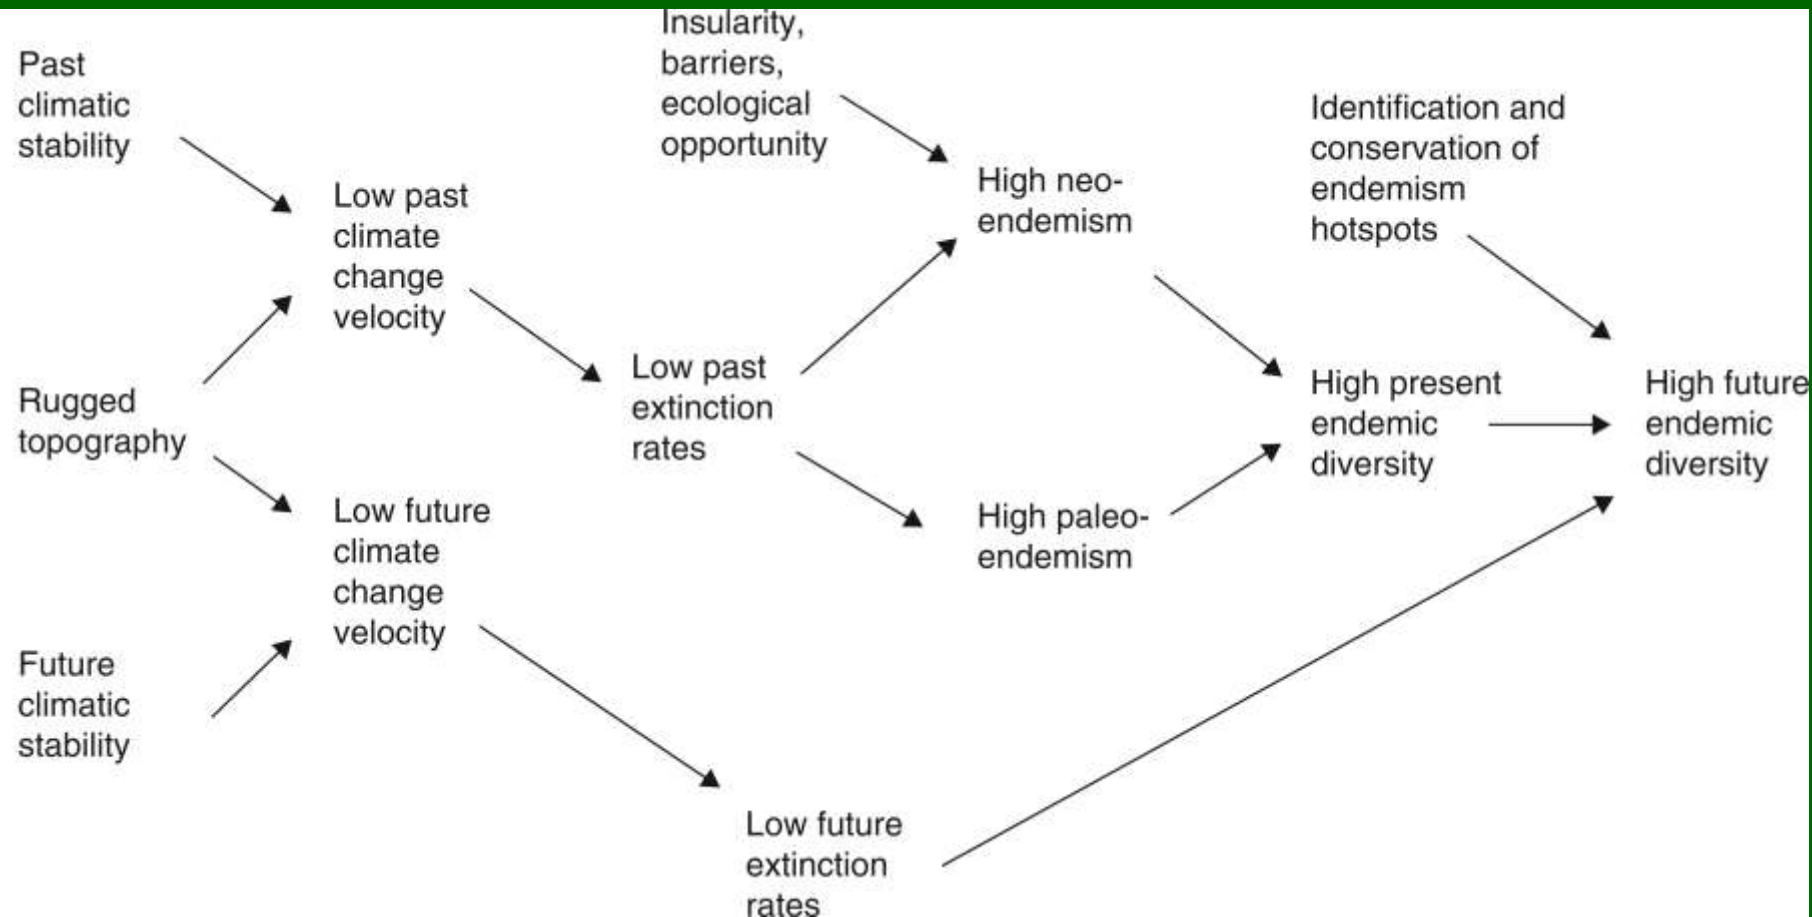 Past
climatic
stability
Rugged
topography
Future
climatic
stability
Low past
climate
change
velocity
Low future
climate
change
velocity
Insularity,
barriers,
ecological
opportunity
Low past
extinction
rates
Low future
extinction
rates
High neo-
endemism
High paleo-
endemism
Identification and
conservation of
endemism
hotspots
High present
endemic
diversity
High future
endemic
diversity